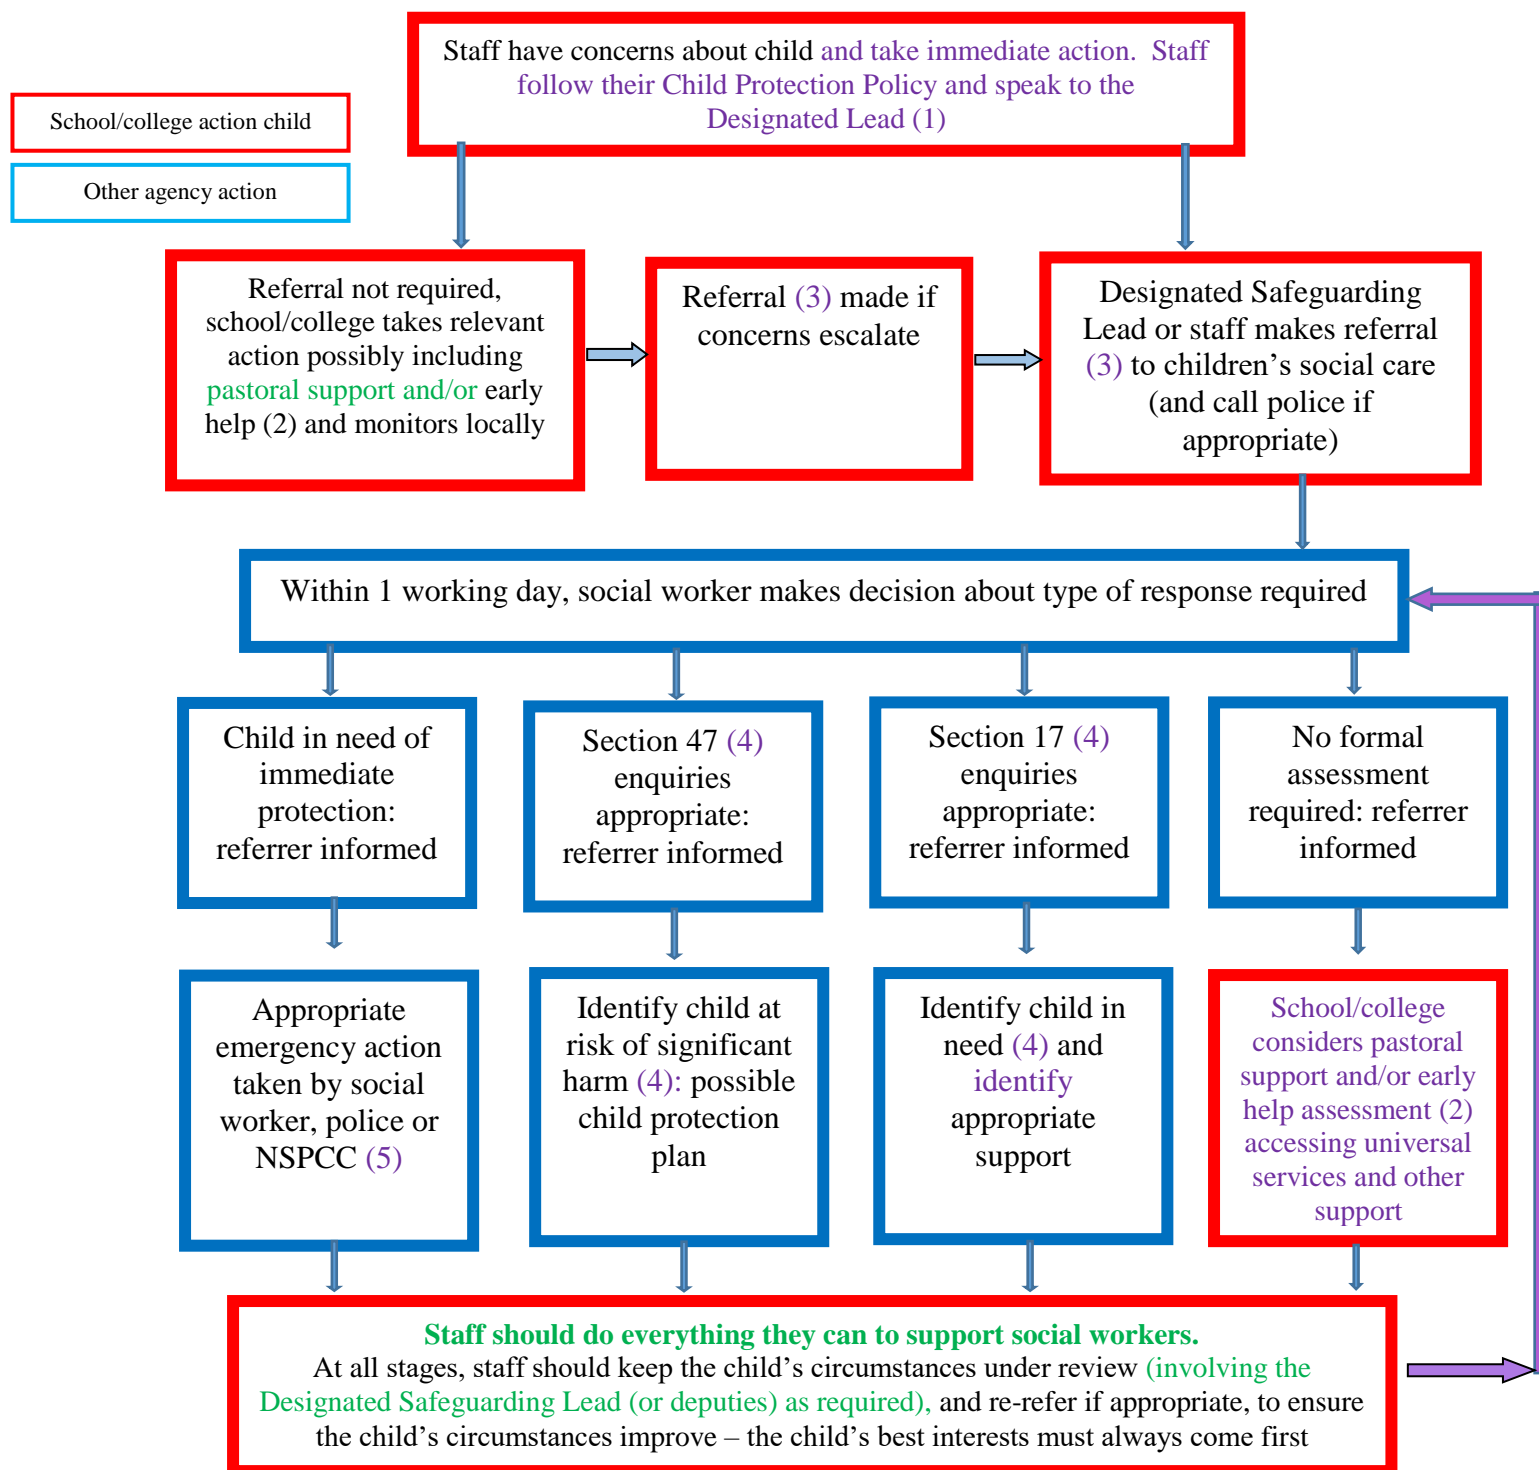 Staff have concerns about child and take immediate action.  Staff
follow their Child Protection Policy and speak to the
Designated Lead (1)
School/college action child
Other agency action
Referral not required,
school/college takes relevant
action possibly including
pastoral support and/or early
help (2) and monitors locally
Referral (3) made if
concerns escalate
Designated Safeguarding
Lead or staff makes referral
(3) to children’s social care
(and call police if
appropriate)
Within 1 working day, social worker makes decision about type of response required
Child in need of
immediate
protection:
referrer informed
Section 47 (4)
enquiries
appropriate:
referrer informed
Section 17 (4)
enquiries
appropriate:
referrer informed
No formal
assessment
required: referrer
informed
Appropriate
emergency action
taken by social
worker, police or
NSPCC (5)
Identify child at
risk of significant
harm (4): possible
child protection
plan
Identify child in
need (4) and
identify
appropriate
support
School/college
considers pastoral
support and/or early
help assessment (2)
accessing universal
services and other
support
Staff should do everything they can to support social workers.
At all stages, staff should keep the child’s circumstances under review (involving the
Designated Safeguarding Lead (or deputies) as required), and re-refer if appropriate, to ensure
the child’s circumstances improve – the child’s best interests must always come first